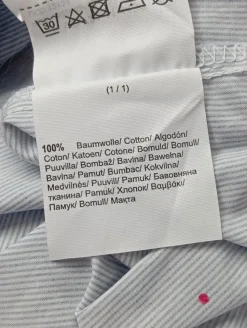 30
(1/1)
100% Baumwolle/ Cotton/ Algodón/
Coton/ Katoen/ Cotone/ Bomuld/ Bomull/
Puuvilla/ Bombaž/ Bavlna/ Bawełna/
Bavlna/ Pamut/ Bumbac/ Kokvilna/
Medvilnės/ Puuvill/ Pamuk/ Бавовняна
тканина/ Pamuk/ Хлопок/ Βαμβάκι/
Памук/ Bomull/ Мақта